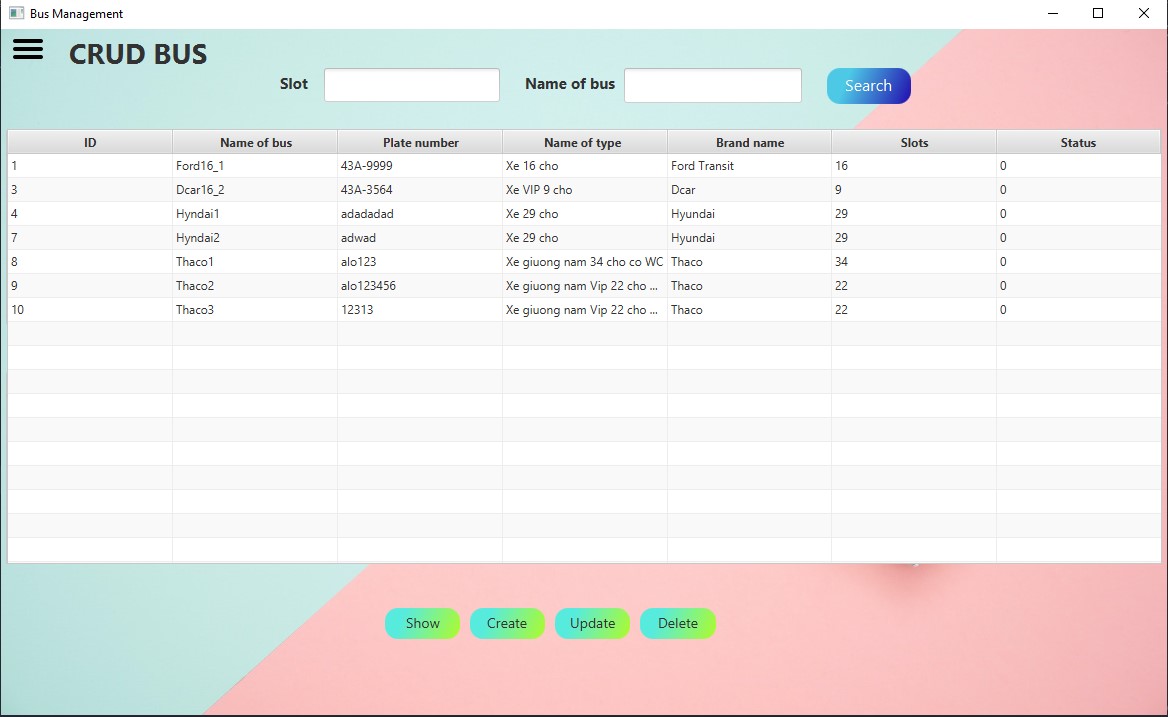 Bus Management
CRUD BUS
Slot Name of bus Search
ID Name of bus Plate number Name of type Brand name Slots Status
1 Ford16_1 43A-9999 Xe 16 cho Ford Transit 16 0
3 Dcar16_2 43A-3564 Xe VIP 9 cho Dcar 9 0
4 Hyndai1 adadadad Xe 29 cho Hyundai 29 0
7 Hyndai2 adwad Xe 29 cho Hyundai 29 0
8 Thaco1 alo123 Xe giuong nam 34 cho co WC Thaco 34 0
9 Thaco2 alo123456 Xe giuong nam Vip 22 cho ... Thaco 22 0
10 Thaco3 12313 Xe giuong nam Vip 22 cho ... Thaco 22 0
Show Create Update Delete